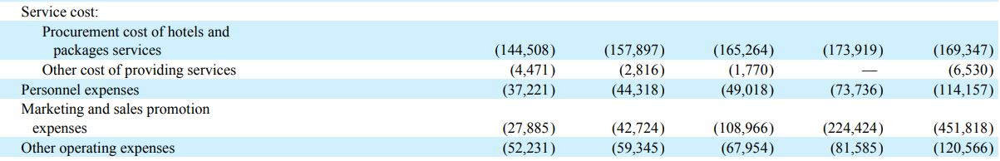 Service cost:
Procurement cost of hotels and
packages services (144,508) (157,897) (165,264) (173,919) (169,347)
Other cost of providing services (4,471) (2,816) (1,770) — (6,530)
Personnel expenses (37,221) (44,318) (49,018) (73,736) (114,157)
Marketing and sales promotion
expenses (27,885) (42,724) (108,966) (224,424) (451,818)
Other operating expenses (52,231) (59,345) (67,954) (81,585) (120,566)